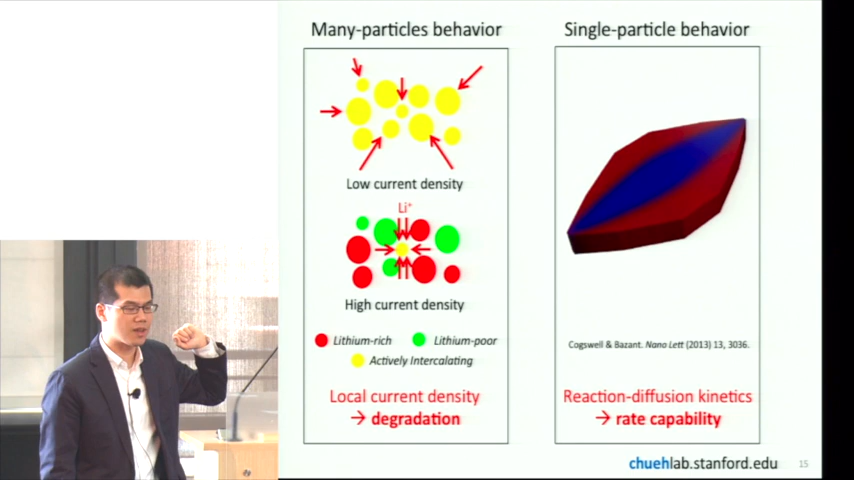 Many-particles behavior
Low current density
Li⁺
High current density
Lithium-rich
Lithium-poor
Actively Intercalating
Local current density
→ degradation
Single-particle behavior
Cogswell & Bazant. Nano Lett (2013) 13, 3036.
Reaction-diffusion kinetics
→ rate capability
chuehlab.stanford.edu
15